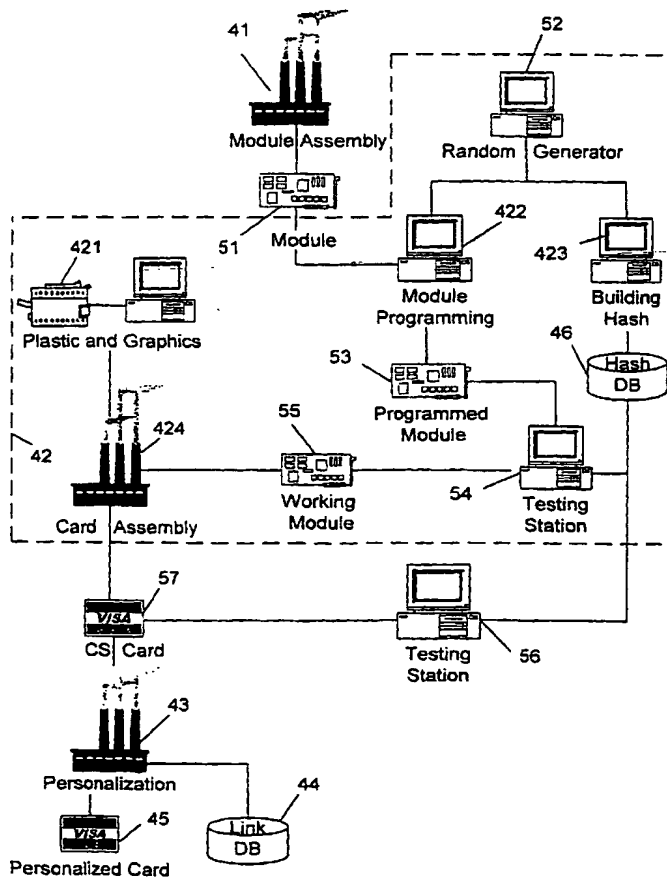 41
52
Module Assembly
Random Generator
51
Module
422
423
421
Module
Programming
Building
Hash
Plastic and Graphics
46
Hash
DB
53
Programmed
Module
55
424
42
Working
Module
54
Testing
Station
Card Assembly
57
VISA
CS Card
Testing
Station
56
43
Personalization
44
45
VISA
Link
DB
Personalized Card